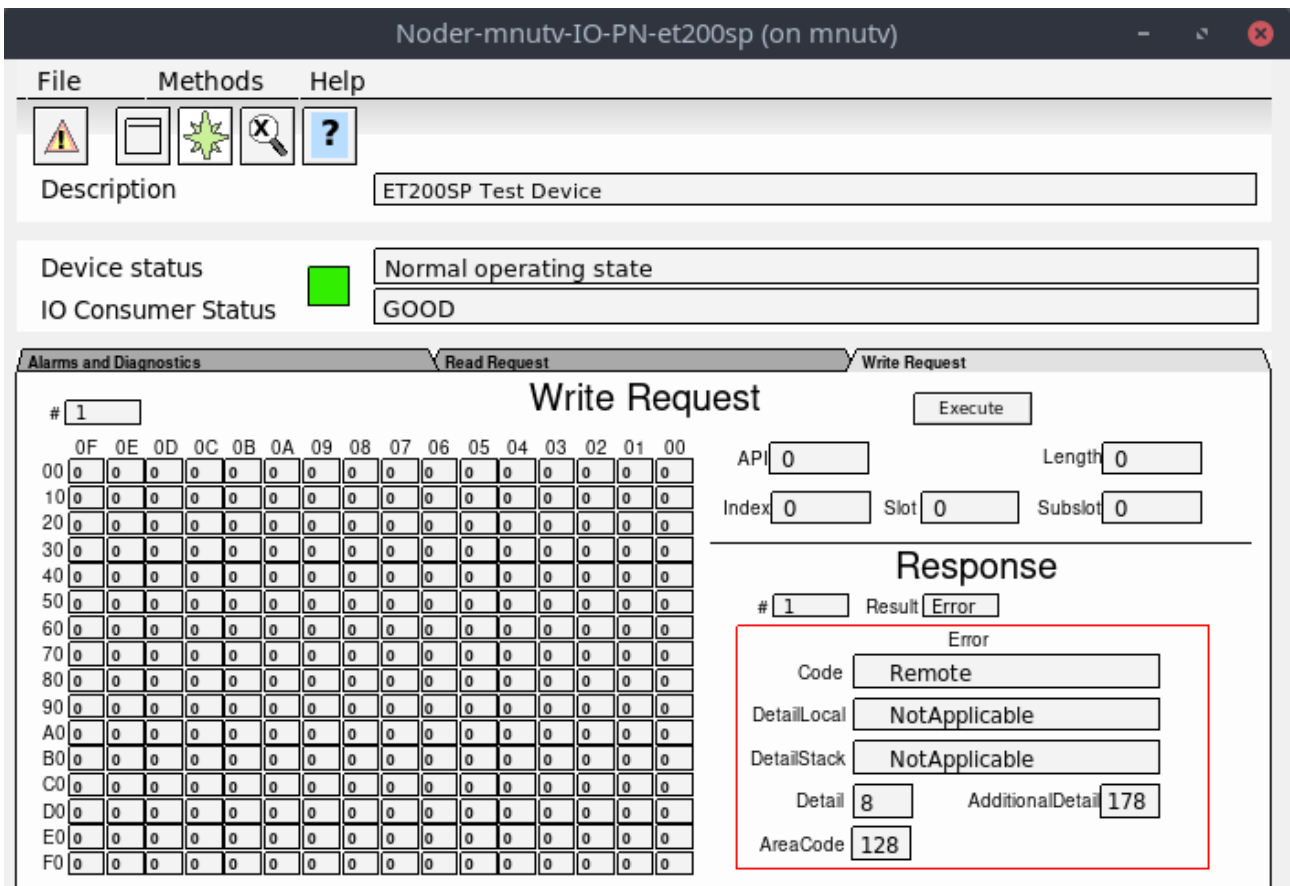 Noder-mnutv-IO-PN-et200sp (on mnutv)
File Methods Help
X ?
Description ET200SP Test Device
Device status Normal operating state
IO Consumer Status GOOD
Alarms and Diagnostics Read Request Write Request
# 1 Write Request Execute
0F 0E 0D 0C 0B 0A 09 08 07 06 05 04 03 02 01 00
00 0 0 0 0 0 0 0 0 0 0 0 0 0 0 0 0
10 0 0 0 0 0 0 0 0 0 0 0 0 0 0 0 0
20 0 0 0 0 0 0 0 0 0 0 0 0 0 0 0 0
30 0 0 0 0 0 0 0 0 0 0 0 0 0 0 0 0
40 0 0 0 0 0 0 0 0 0 0 0 0 0 0 0 0
50 0 0 0 0 0 0 0 0 0 0 0 0 0 0 0 0
60 0 0 0 0 0 0 0 0 0 0 0 0 0 0 0 0
70 0 0 0 0 0 0 0 0 0 0 0 0 0 0 0 0
80 0 0 0 0 0 0 0 0 0 0 0 0 0 0 0 0
90 0 0 0 0 0 0 0 0 0 0 0 0 0 0 0 0
A0 0 0 0 0 0 0 0 0 0 0 0 0 0 0 0 0
B0 0 0 0 0 0 0 0 0 0 0 0 0 0 0 0 0
C0 0 0 0 0 0 0 0 0 0 0 0 0 0 0 0 0
D0 0 0 0 0 0 0 0 0 0 0 0 0 0 0 0 0
E0 0 0 0 0 0 0 0 0 0 0 0 0 0 0 0 0
F0 0 0 0 0 0 0 0 0 0 0 0 0 0 0 0 0
API 0 Length 0
Index 0 Slot 0 Subslot 0
Response
# 1 Result Error
Error
Code Remote
DetailLocal NotApplicable
DetailStack NotApplicable
Detail 8 AdditionalDetail 178
AreaCode 128